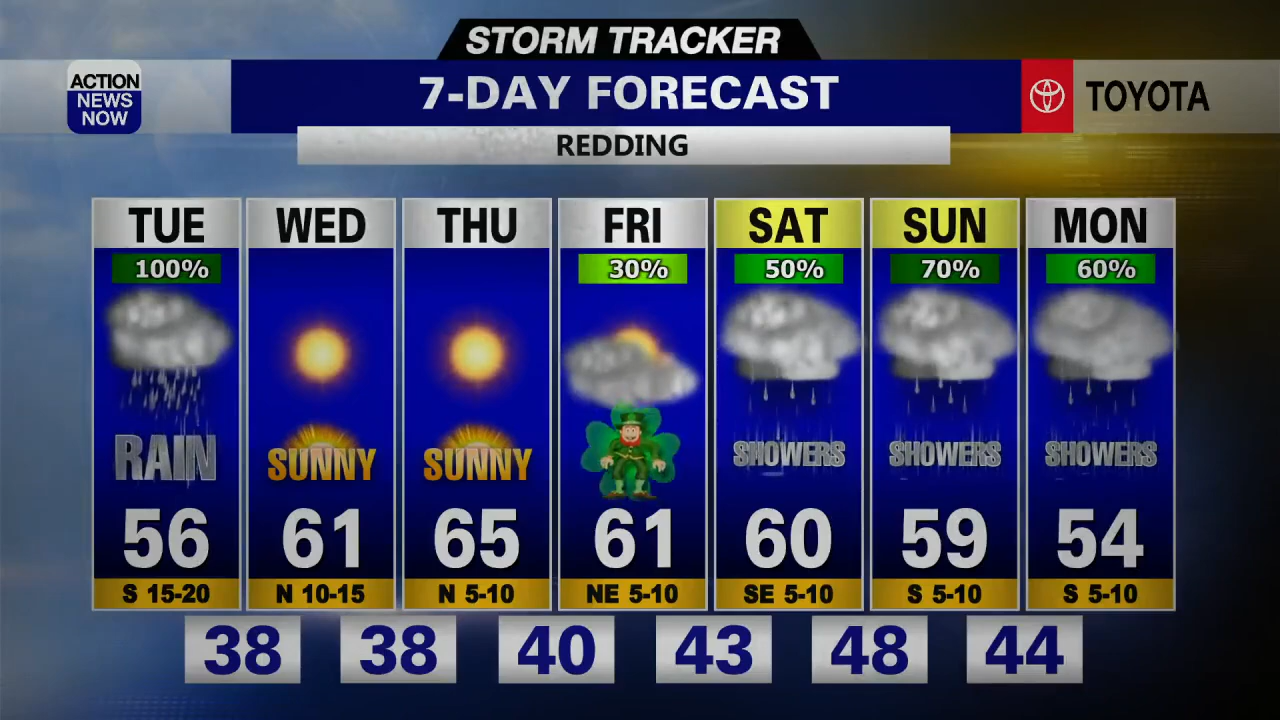 STORM TRACKER
ACTION
NEWS
NOW
7-DAY FORECAST
TOYOTA
REDDING
TUE WED THU FRI SAT SUN MON
100% 30% 50% 70% 60%
RAIN SUNNY SUNNY SHOWERS SHOWERS SHOWERS
56 61 65 61 60 59 54
S 15-20 N 10-15 N 5-10 NE 5-10 SE 5-10 S 5-10 S 5-10
38 38 40 43 48 44